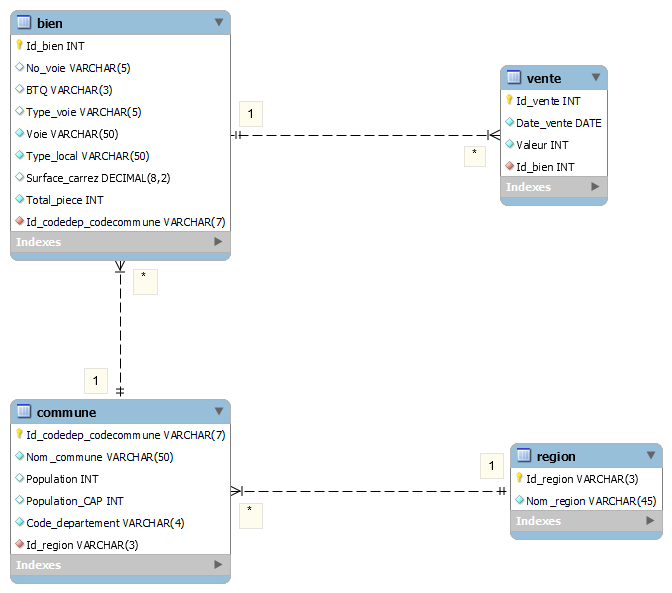 bien
Id_bien INT
No_voie VARCHAR(5)
BTQ VARCHAR(3)
Type_voie VARCHAR(5)
Voie VARCHAR(50)
Type_local VARCHAR(50)
Surface_carrez DECIMAL(8,2)
Total_piece INT
Id_codedep_codecommune VARCHAR(7)
Indexes
1
*
vente
Id_vente INT
Date_vente DATE
Valeur INT
Id_bien INT
Indexes
*
1
commune
Id_codedep_codecommune VARCHAR(7)
Nom_commune VARCHAR(50)
Population INT
Population_CAP INT
Code_departement VARCHAR(4)
Id_region VARCHAR(3)
Indexes
*
1
region
Id_region VARCHAR(3)
Nom_region VARCHAR(45)
Indexes